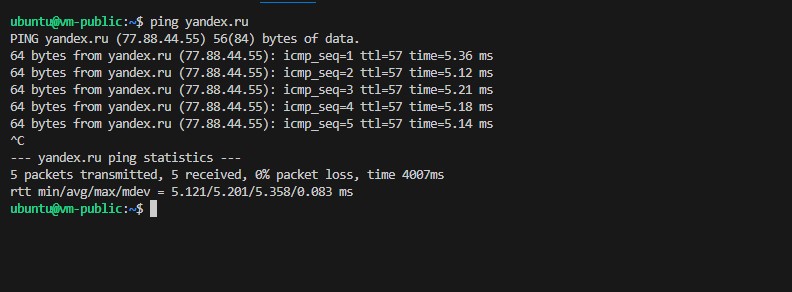 ubuntu@vm-public:~$ ping yandex.ru
PING yandex.ru (77.88.44.55) 56(84) bytes of data.
64 bytes from yandex.ru (77.88.44.55): icmp_seq=1 ttl=57 time=5.36 ms
64 bytes from yandex.ru (77.88.44.55): icmp_seq=2 ttl=57 time=5.12 ms
64 bytes from yandex.ru (77.88.44.55): icmp_seq=3 ttl=57 time=5.21 ms
64 bytes from yandex.ru (77.88.44.55): icmp_seq=4 ttl=57 time=5.18 ms
64 bytes from yandex.ru (77.88.44.55): icmp_seq=5 ttl=57 time=5.14 ms
^C
--- yandex.ru ping statistics ---
5 packets transmitted, 5 received, 0% packet loss, time 4007ms
rtt min/avg/max/mdev = 5.121/5.201/5.358/0.083 ms
ubuntu@vm-public:~$